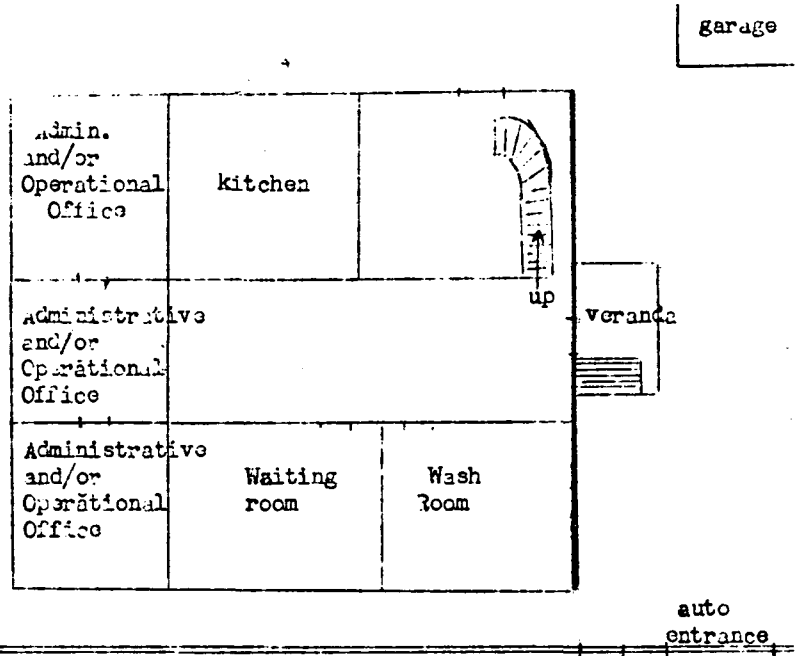 garage
Admin.
and/or
Operational
Office
kitchen
up
veranda
Administrative
and/or
Operational
Office
Administrative
and/or
Operational
Office
Waiting
room
Wash
Room
auto
entrance